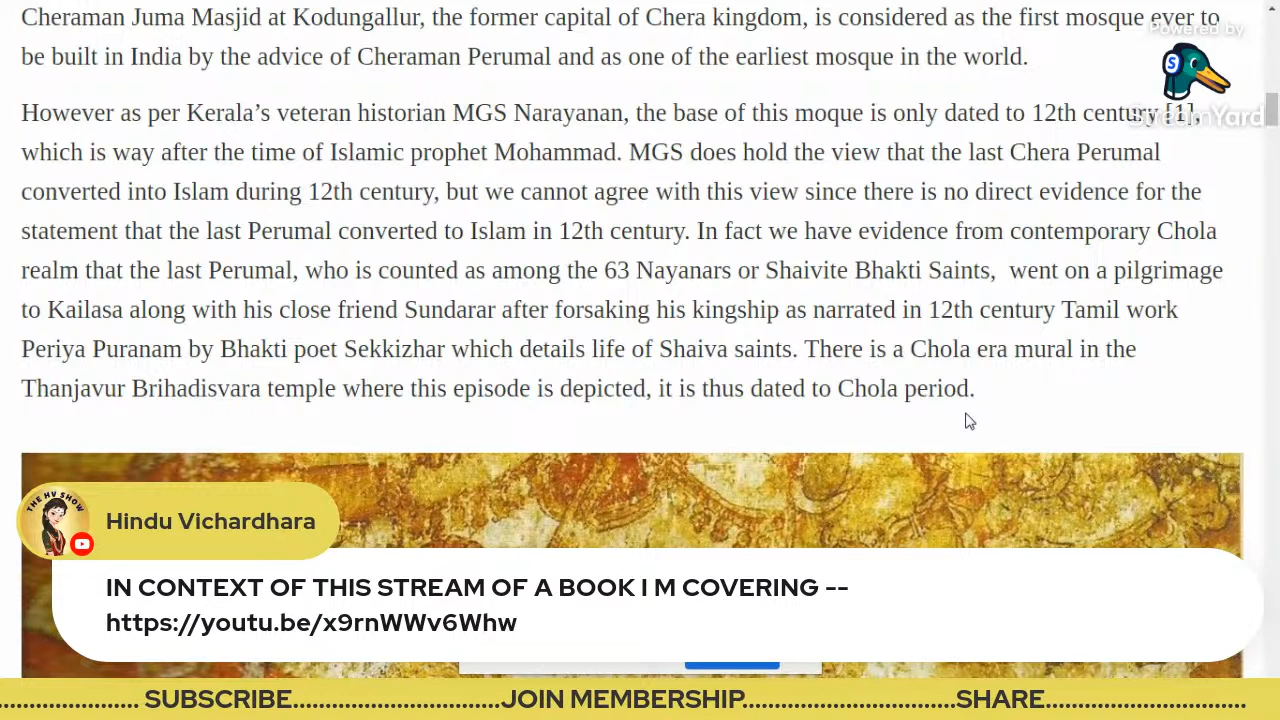 Cheraman Juma Masjid at Kodungallur, the former capital of Chera kingdom, is considered as the first mosque ever to
be built in India by the advice of Cheraman Perumal and as one of the earliest mosque in the world.
Powered by
StreamYard
However as per Kerala’s veteran historian MGS Narayanan, the base of this moque is only dated to 12th century [1],
which is way after the time of Islamic prophet Mohammad. MGS does hold the view that the last Chera Perumal
converted into Islam during 12th century, but we cannot agree with this view since there is no direct evidence for the
statement that the last Perumal converted to Islam in 12th century. In fact we have evidence from contemporary Chola
realm that the last Perumal, who is counted as among the 63 Nayanars or Shaivite Bhakti Saints,  went on a pilgrimage
to Kailasa along with his close friend Sundarar after forsaking his kingship as narrated in 12th century Tamil work
Periya Puranam by Bhakti poet Sekkizhar which details life of Shaiva saints. There is a Chola era mural in the
Thanjavur Brihadisvara temple where this episode is depicted, it is thus dated to Chola period.
THE HV SHOW
Hindu Vichardhara
IN CONTEXT OF THIS STREAM OF A BOOK I M COVERING --
https://youtu.be/x9rnWWv6Whw
................... SUBSCRIBE................................JOIN MEMBERSHIP................................SHARE...............................